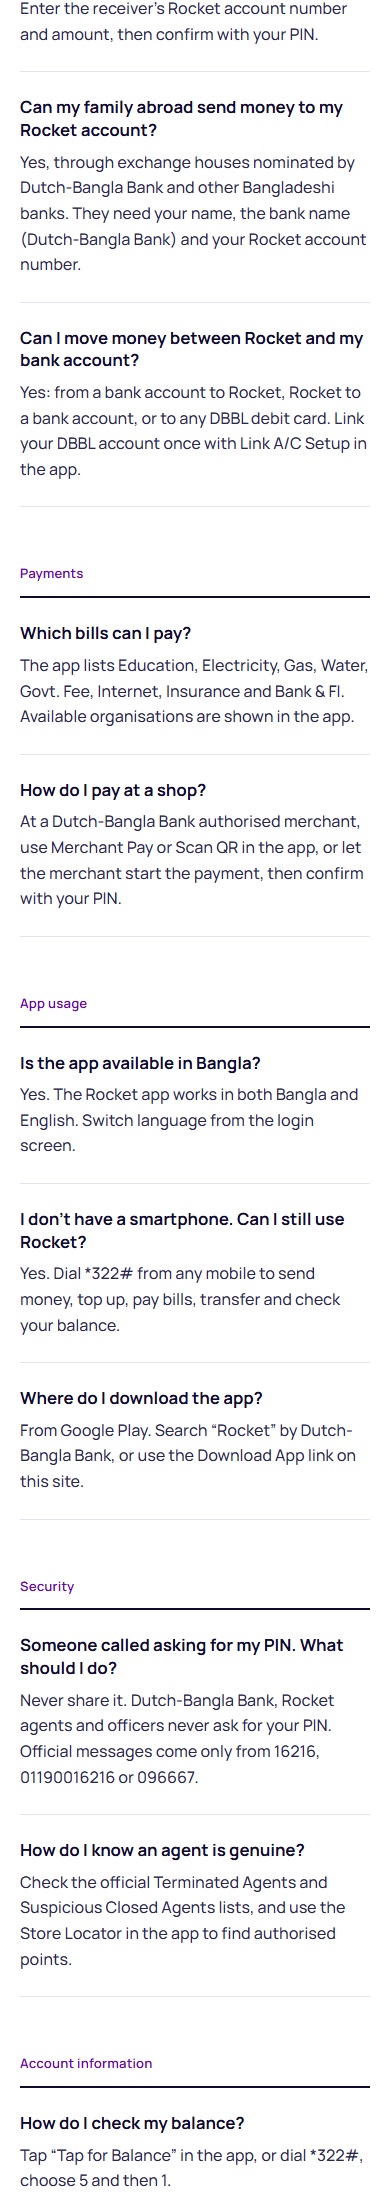 Enter the receiver’s Rocket account number
and amount, then confirm with your PIN.
Can my family abroad send money to my
Rocket account?
Yes, through exchange houses nominated by
Dutch-Bangla Bank and other Bangladeshi
banks. They need your name, the bank name
(Dutch-Bangla Bank) and your Rocket account
number.
Can I move money between Rocket and my
bank account?
Yes: from a bank account to Rocket, Rocket to
a bank account, or to any DBBL debit card. Link
your DBBL account once with Link A/C Setup in
the app.
Payments
Which bills can I pay?
The app lists Education, Electricity, Gas, Water,
Govt. Fee, Internet, Insurance and Bank & FI.
Available organisations are shown in the app.
How do I pay at a shop?
At a Dutch-Bangla Bank authorised merchant,
use Merchant Pay or Scan QR in the app, or let
the merchant start the payment, then confirm
with your PIN.
App usage
Is the app available in Bangla?
Yes. The Rocket app works in both Bangla and
English. Switch language from the login
screen.
I don’t have a smartphone. Can I still use
Rocket?
Yes. Dial *322# from any mobile to send
money, top up, pay bills, transfer and check
your balance.
Where do I download the app?
From Google Play. Search “Rocket” by Dutch-
Bangla Bank, or use the Download App link on
this site.
Security
Someone called asking for my PIN. What
should I do?
Never share it. Dutch-Bangla Bank, Rocket
agents and officers never ask for your PIN.
Official messages come only from 16216,
01190016216 or 096667.
How do I know an agent is genuine?
Check the official Terminated Agents and
Suspicious Closed Agents lists, and use the
Store Locator in the app to find authorised
points.
Account information
How do I check my balance?
Tap “Tap for Balance” in the app, or dial *322#,
choose 5 and then 1.